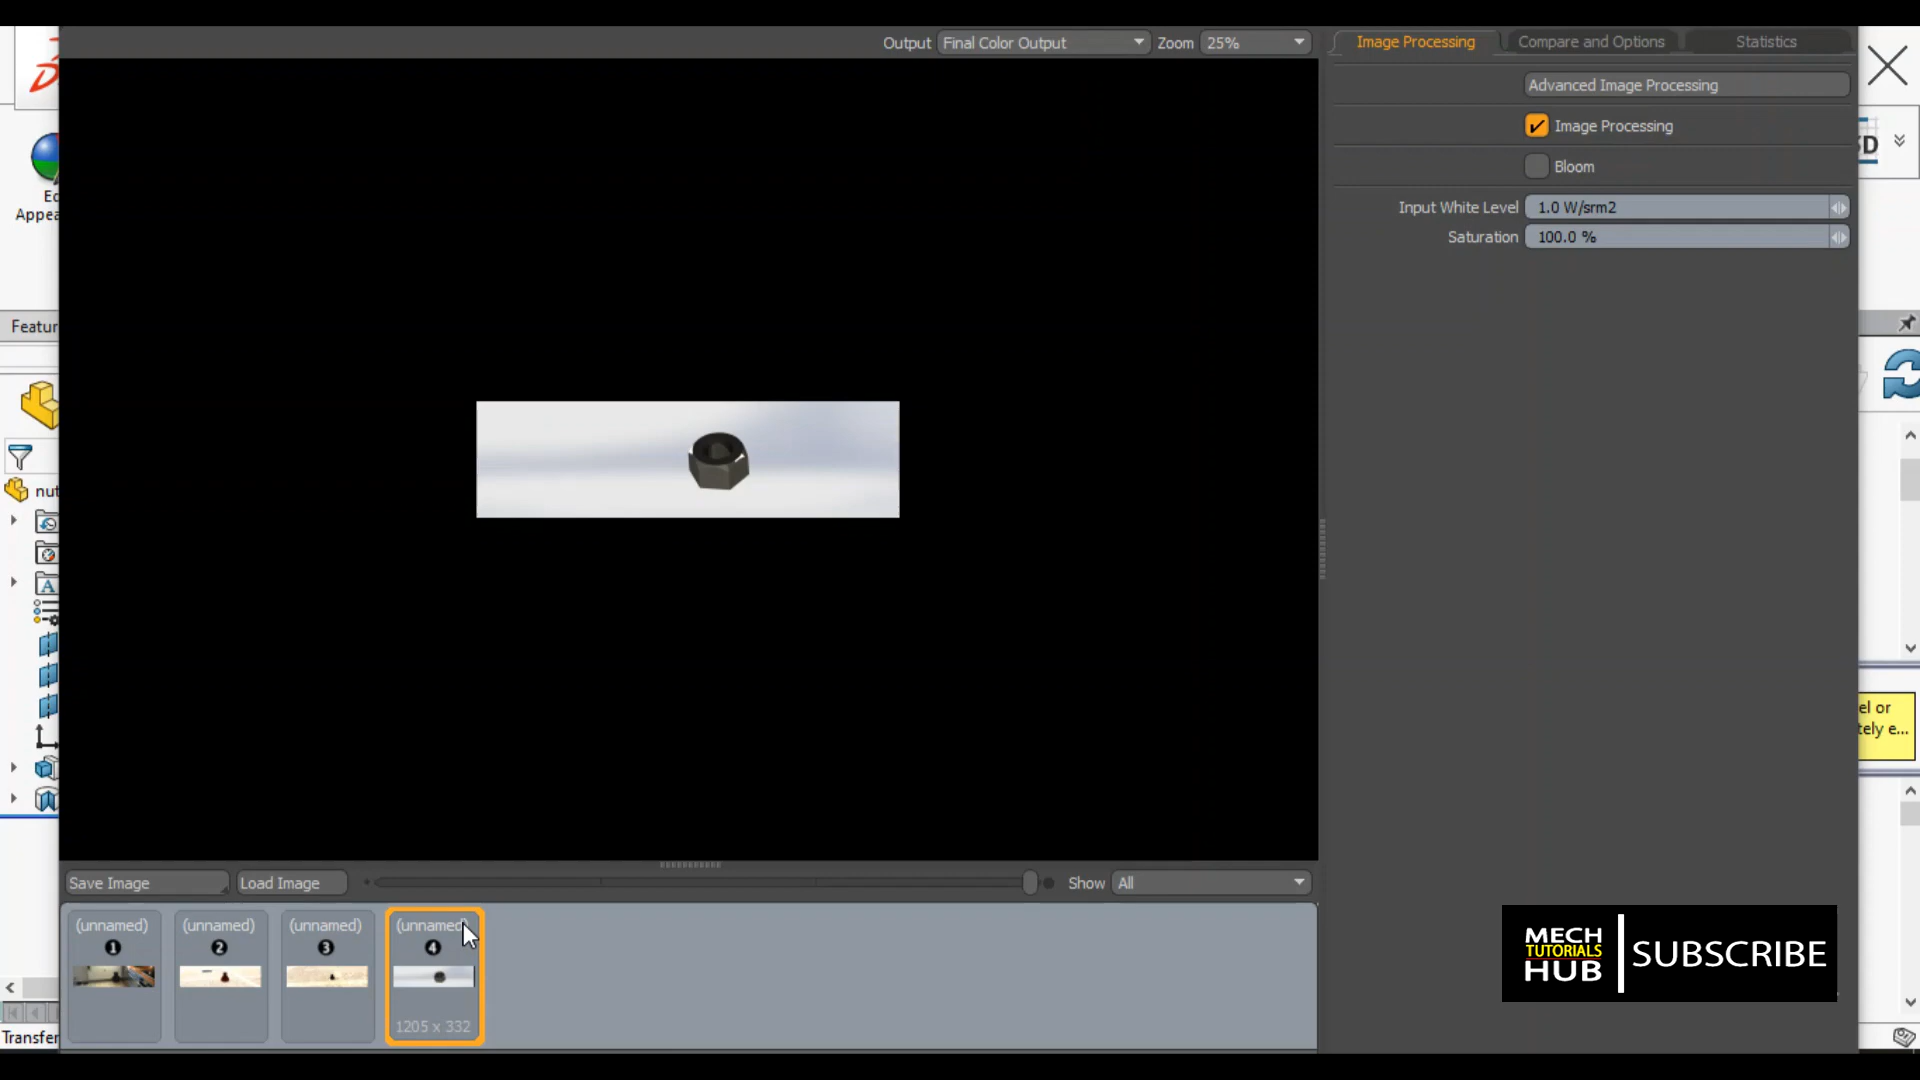 Output Final Color Output Zoom 25%
Image Processing Compare and Options Statistics
Advanced Image Processing
Image Processing
Bloom
Input White Level 1.0 W/srm2
Saturation 100.0 %
Appea
Featur
nut
A
el or
tely e...
Save Image Load Image Show All
(unnamed) (unnamed) (unnamed) (unnamed)
1 2 3 4
1205 x 332
Transfer
MECH
TUTORIALS
HUB
SUBSCRIBE